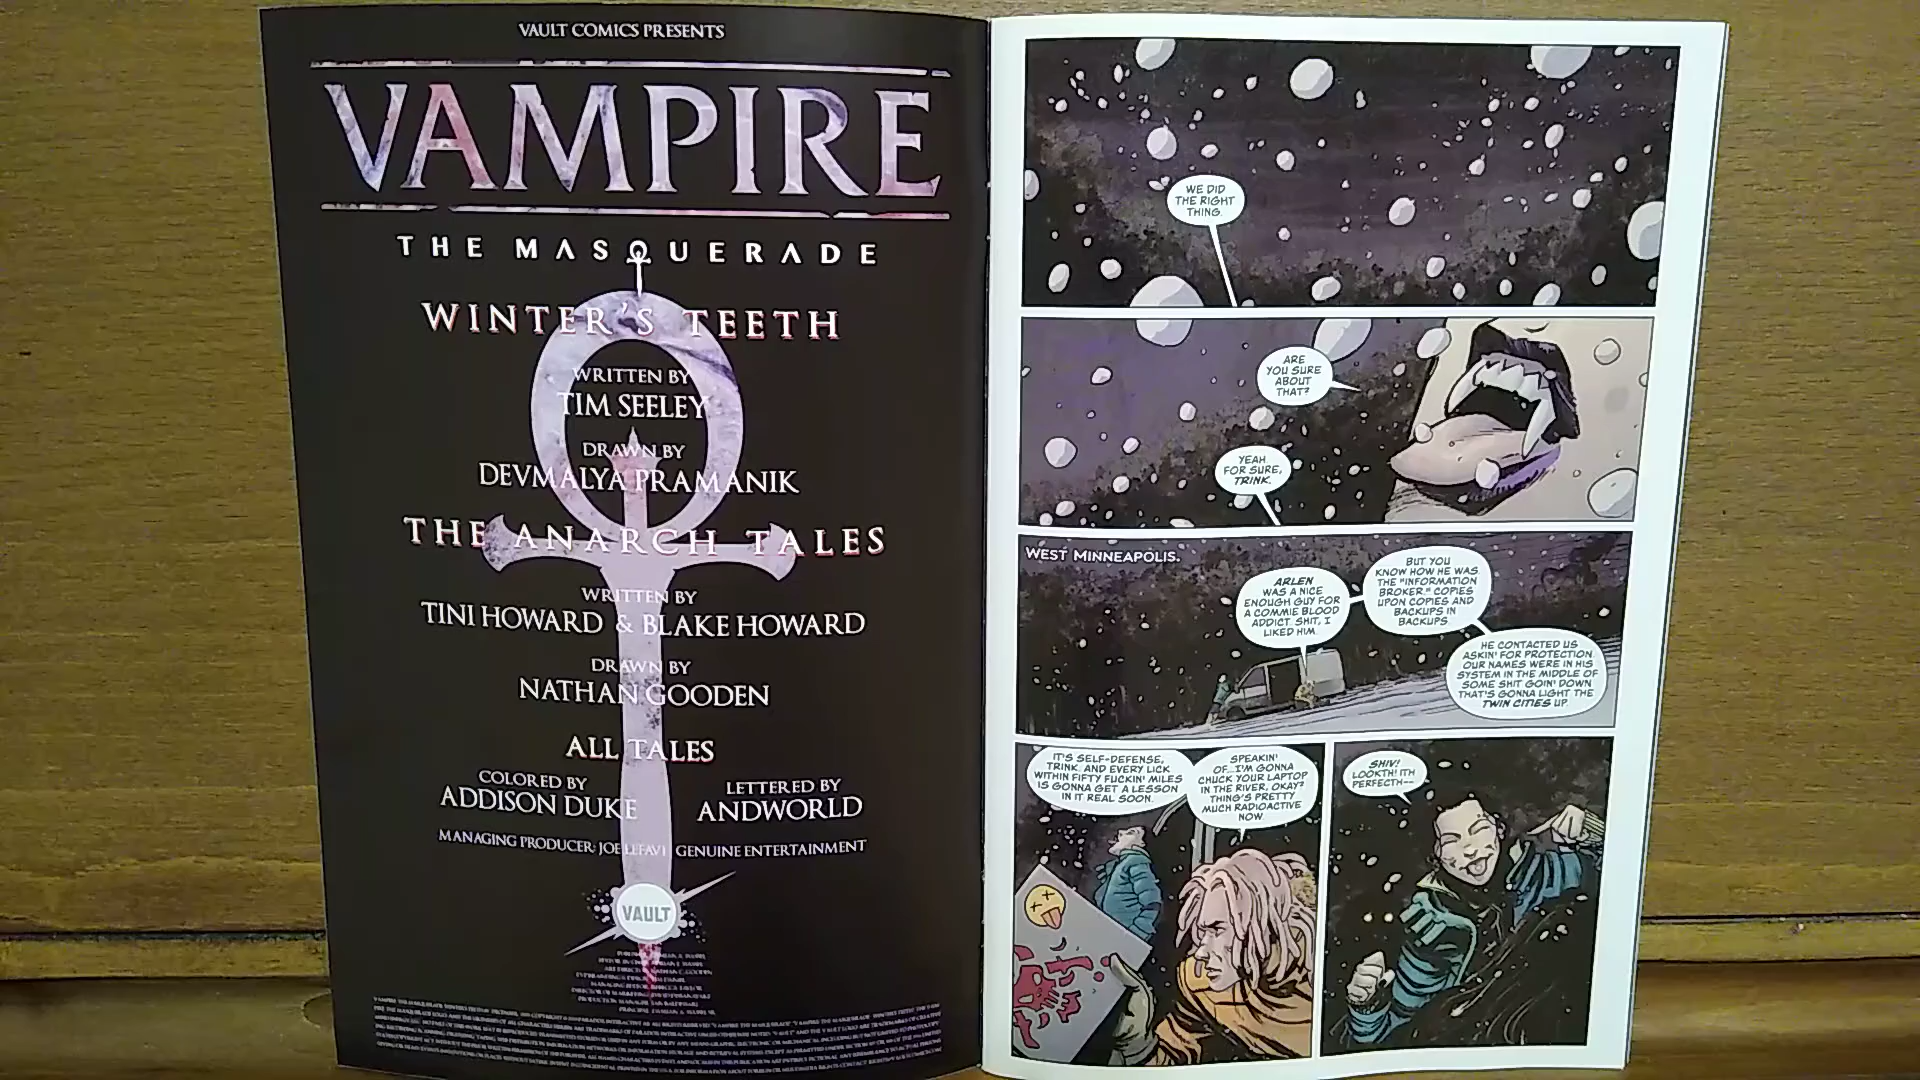 VAULT COMICS PRESENTS
VAMPIRE
THE MASQUERADE
WINTER'S TEETH
WRITTEN BY
TIM SEELEY
DRAWN BY
DEVMALYA PRAMANIK
THE ANARCH TALES
WRITTEN BY
TINI HOWARD & BLAKE HOWARD
DRAWN BY
NATHAN GOODEN
ALL TALES
COLORED BY
ADDISON DUKE
LETTERED BY
ANDWORLD
MANAGING PRODUCER: JOE LEFAVI GENUINE ENTERTAINMENT
VAULT
WE DID
THE RIGHT
THING.
ARE
YOU SURE
ABOUT
THAT?
YEAH
FOR SURE,
TRINK.
WEST MINNEAPOLIS.
ARLEN
WAS A NICE
ENOUGH GUY FOR
A COMMIE BLOOD
ADDICT. SHIT, I
LIKED HIM.
BUT YOU
KNOW HOW HE WAS.
THE "INFORMATION
BROKER." COPIES
UPON COPIES AND
BACKUPS IN
BACKUPS.
HE CONTACTED US
ASKIN' FOR PROTECTION.
OUR NAMES WERE IN HIS
SYSTEM IN THE MIDDLE OF
SOME SHIT GOIN' DOWN
THAT'S GONNA LIGHT THE
TWIN CITIES UP.
IT'S SELF-DEFENSE,
TRINK. AND EVERY LICK
WITHIN FIFTY FUCKIN' MILES
IS GONNA GET A LESSON
IN IT REAL SOON.
SPEAKIN'
OF...I'M GONNA
CHUCK YOUR LAPTOP
IN THE RIVER, OKAY?
THING'S PRETTY
MUCH RADIOACTIVE
NOW.
SHIV!
LOOKTH! ITH
PERFECTH--